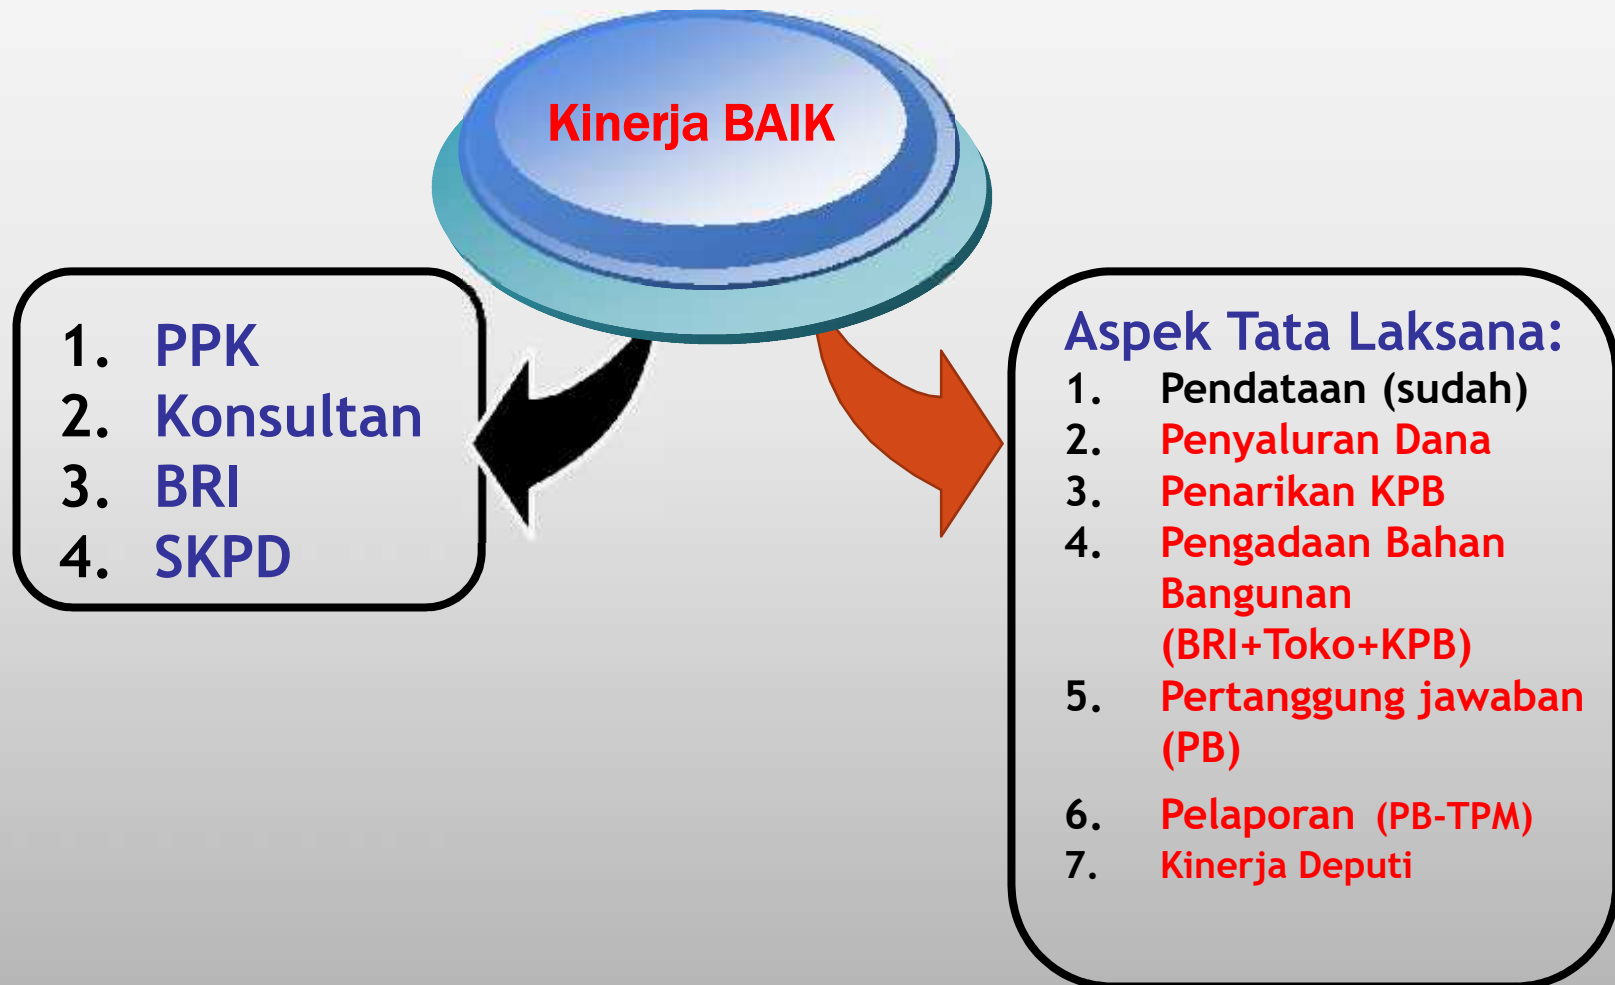 Kinerja BAIK
1. PPK
2. Konsultan
3. BRI
4. SKPD
Aspek Tata Laksana:
1. Pendataan (sudah)
2. Penyaluran Dana
3. Penarikan KPB
4. Pengadaan Bahan
Bangunan
(BRI+Toko+KPB)
5. Pertanggung jawaban
(PB)
6. Pelaporan (PB-TPM)
7. Kinerja Deputi